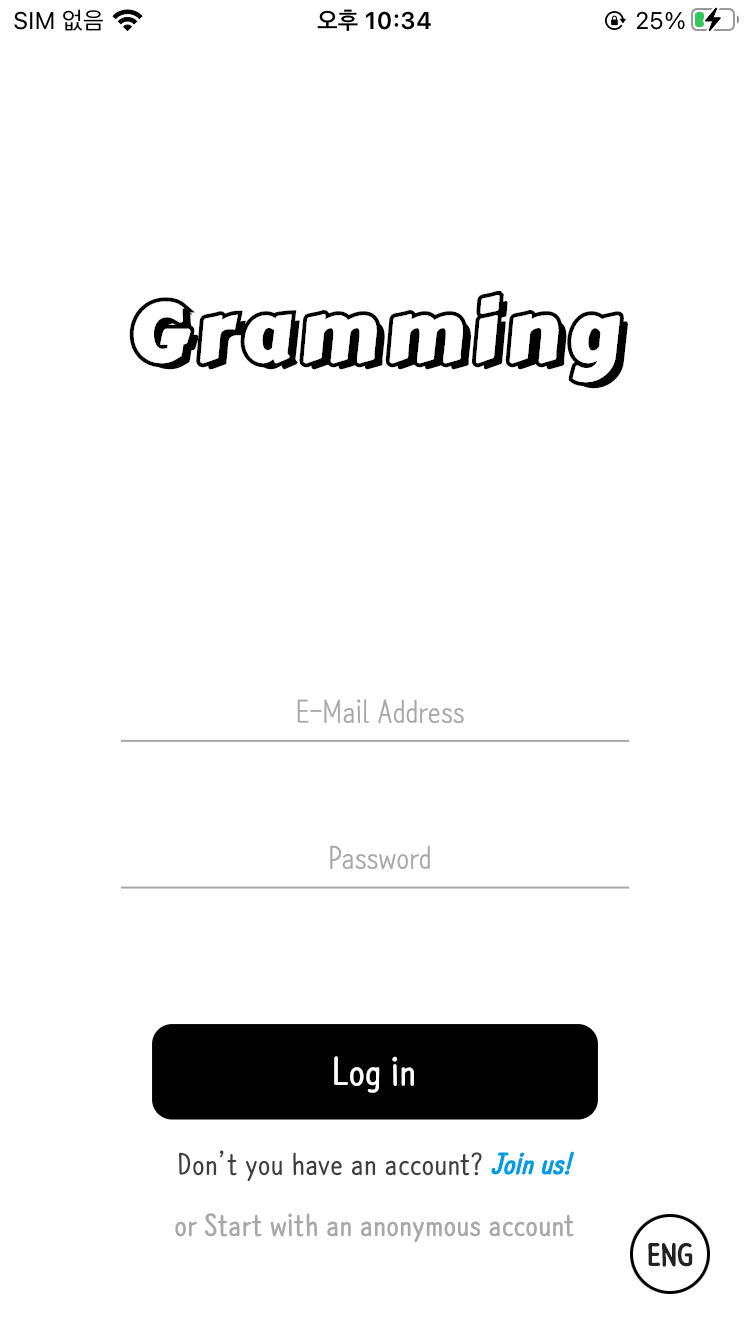 SIM 없음 오후 10:34 25%
Gramming
E-Mail Address
Password
Log in
Don't you have an account? Join us!
or Start with an anonymous account
ENG